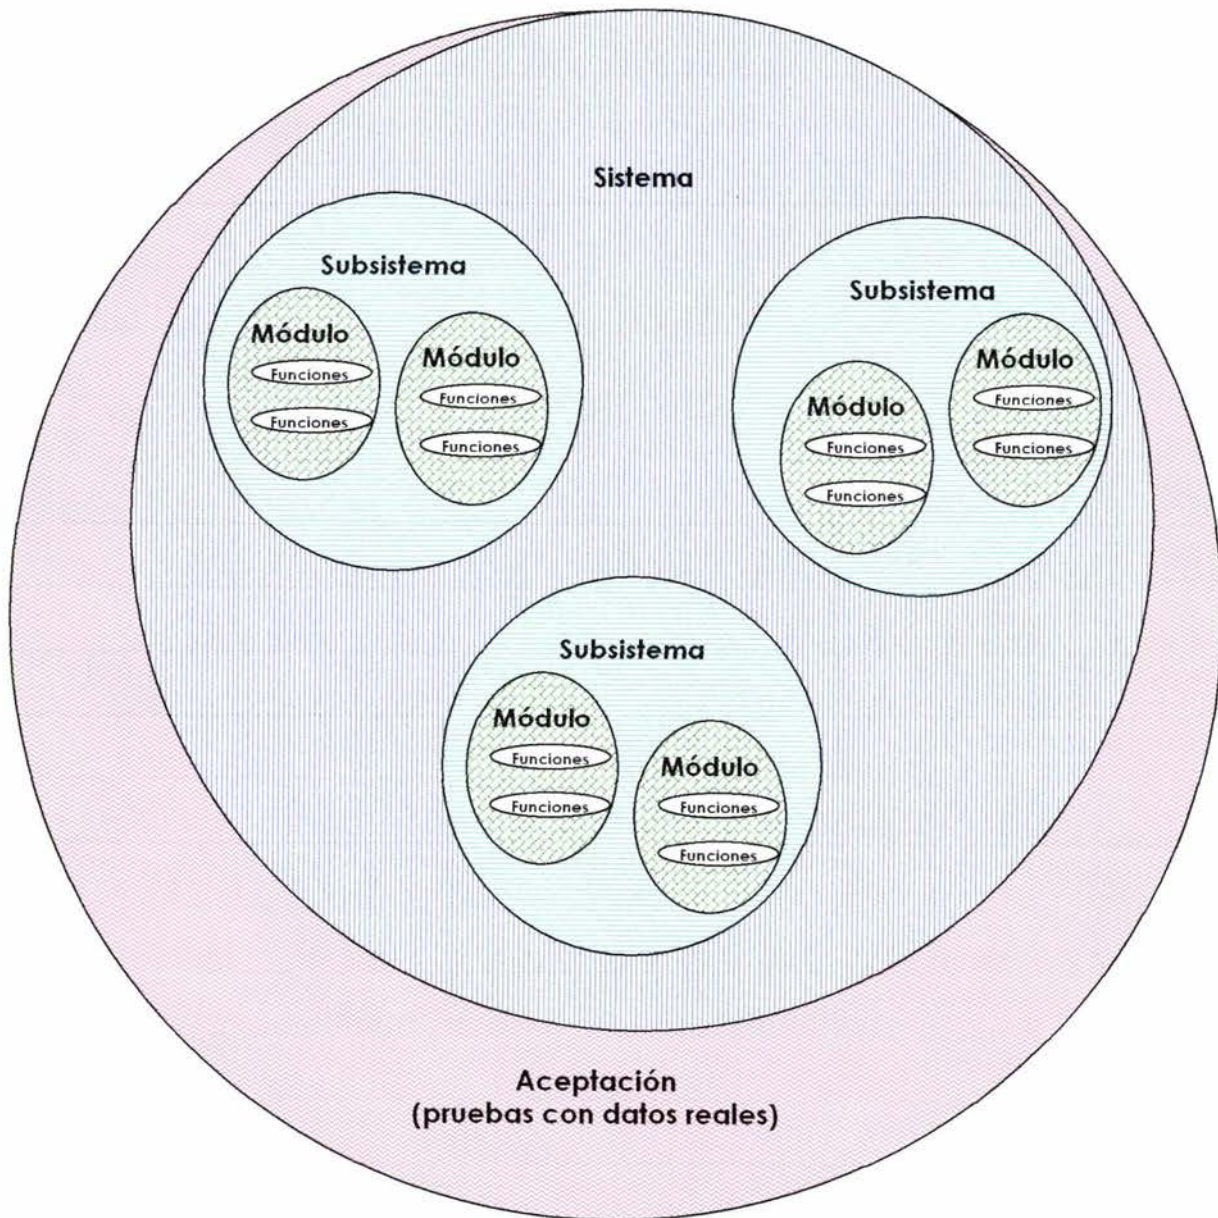 Sistema
Subsistema
Módulo
Funciones
Funciones
Módulo
Funciones
Funciones
Subsistema
Módulo
Funciones
Funciones
Módulo
Funciones
Funciones
Subsistema
Módulo
Funciones
Funciones
Módulo
Funciones
Funciones
Aceptación
(pruebas con datos reales)